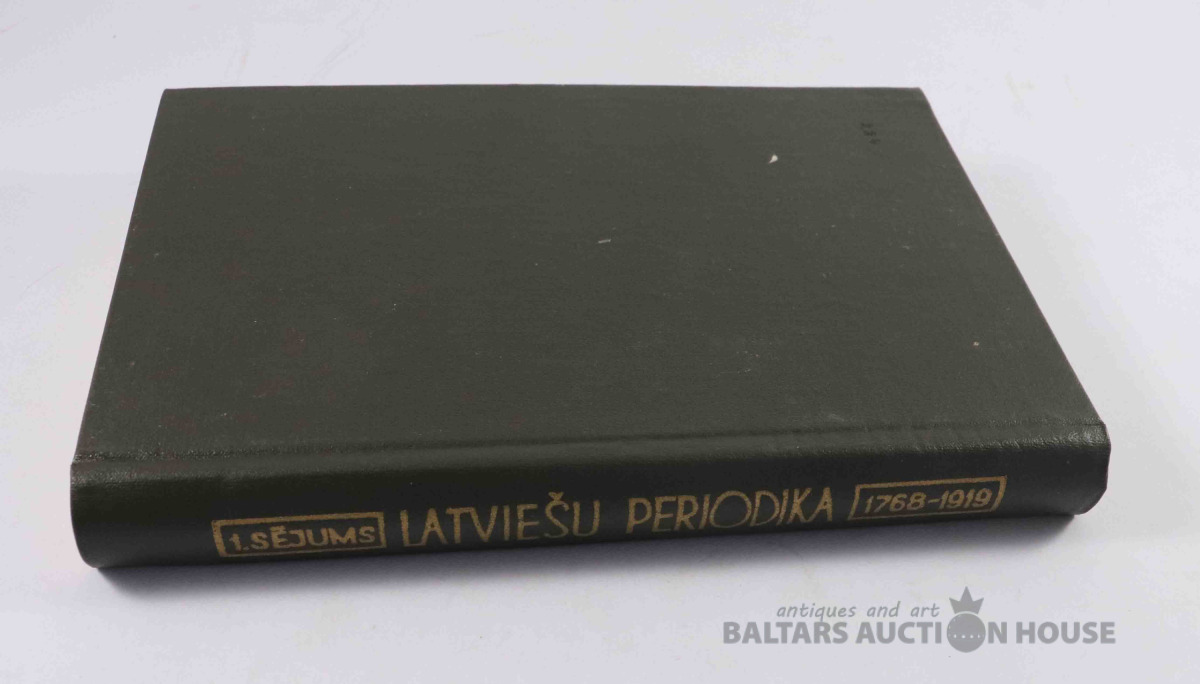 1. SĒJUMS LATVIEŠU PERIODIKA 1768-1919
antiques and art
BALTARS AUCTION HOUSE